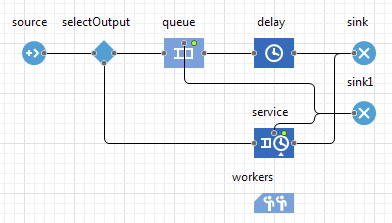 source
selectOutput
queue
delay
sink
sink1
service
workers